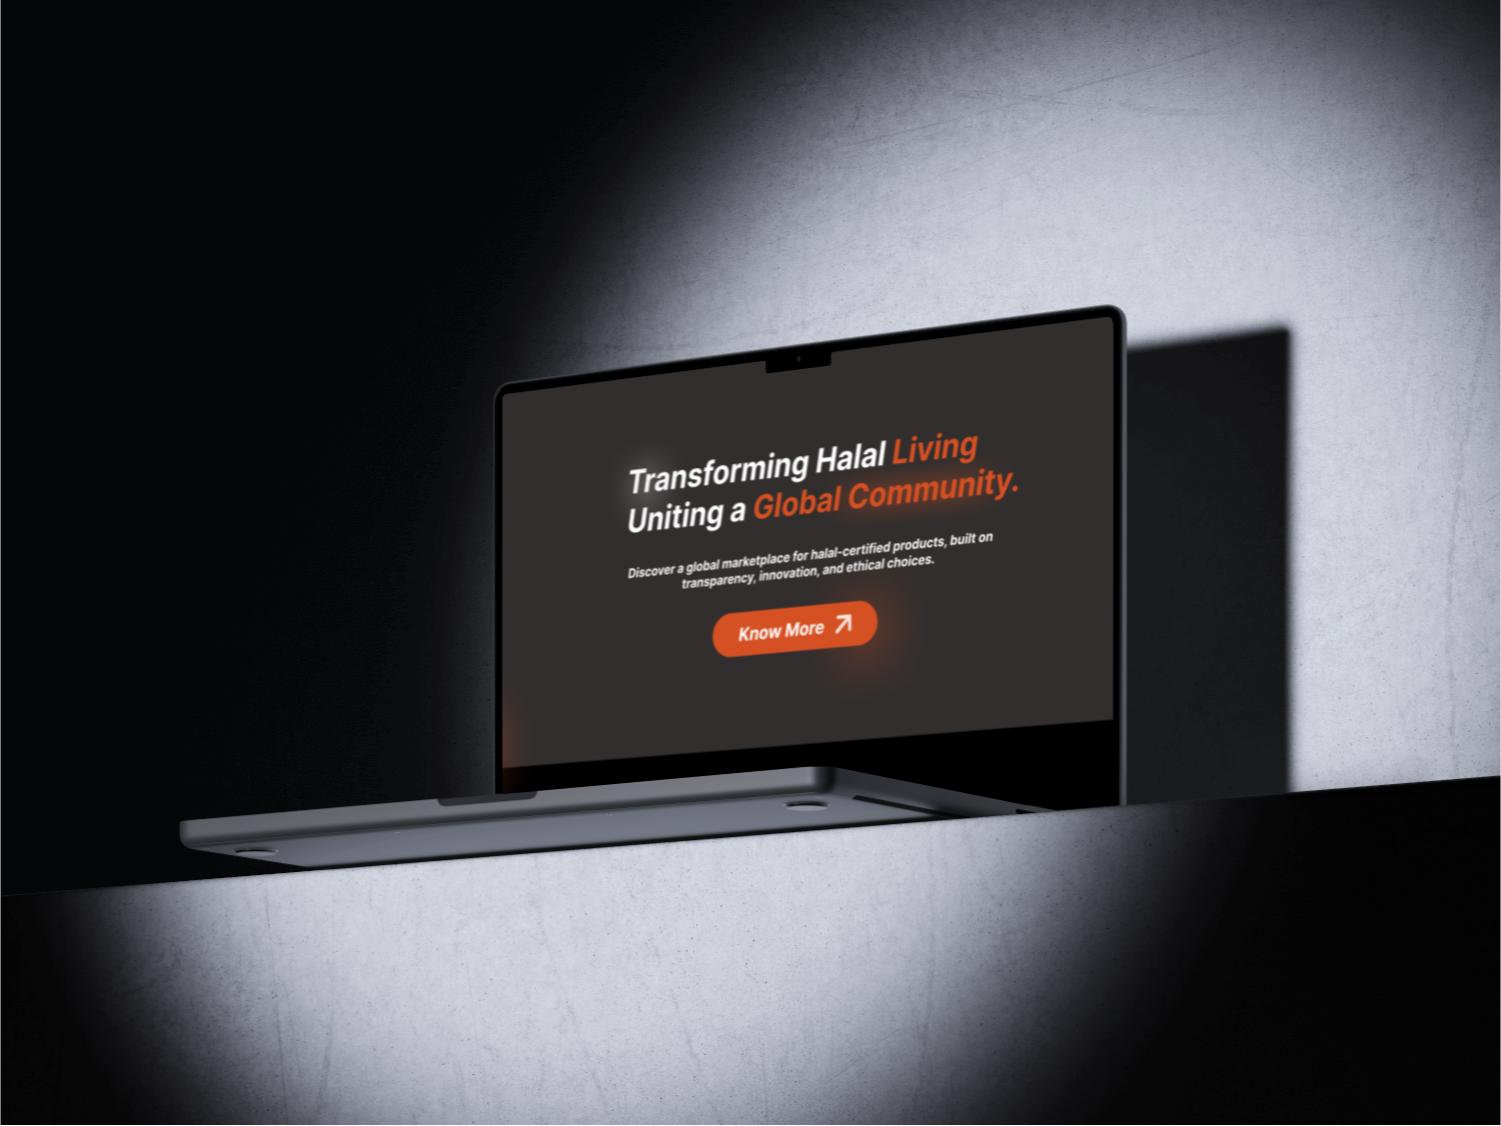 Transforming Halal Living
Uniting a Global Community.
Discover a global marketplace for halal-certified products, built on
transparency, innovation, and ethical choices.
Know More